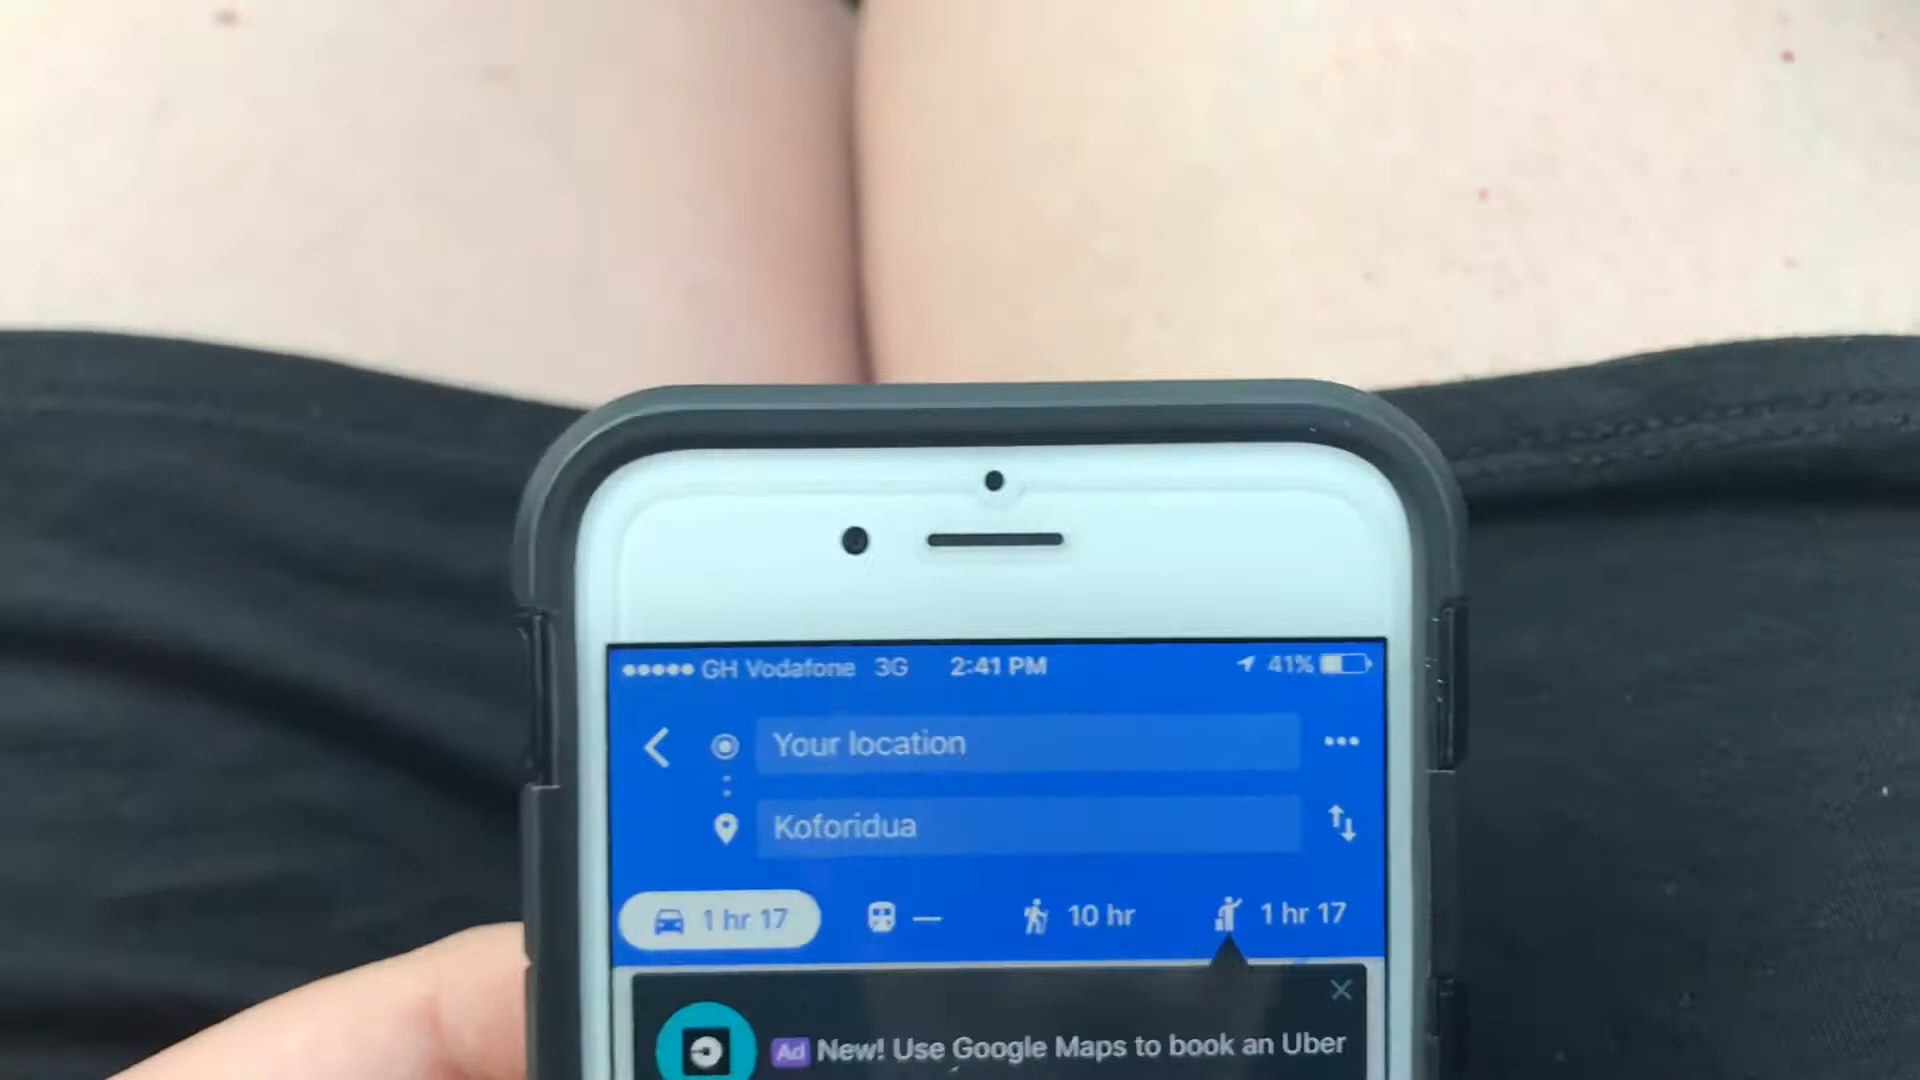 GH Vodafone 3G 2:41 PM 41%
Your location
Koforidua
1 hr 17 — 10 hr 1 hr 17
Ad New! Use Google Maps to book an Uber